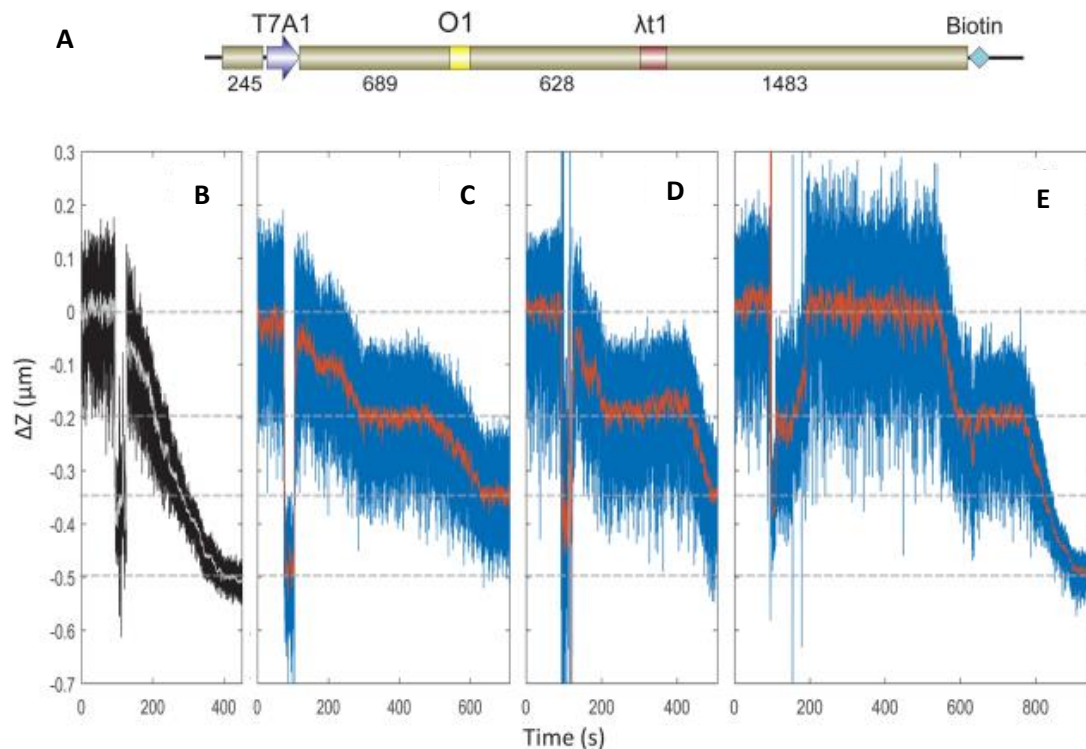 A
T7A1 O1 λt1 Biotin
245 689 628 1483
B C D E
ΔZ (μm)
0.3
0.2
0.1
0
-0.1
-0.2
-0.3
-0.4
-0.5
-0.6
-0.7
0 200 400 0 200 400 600 0 200 400 0 200 400 600 800
Time (s)